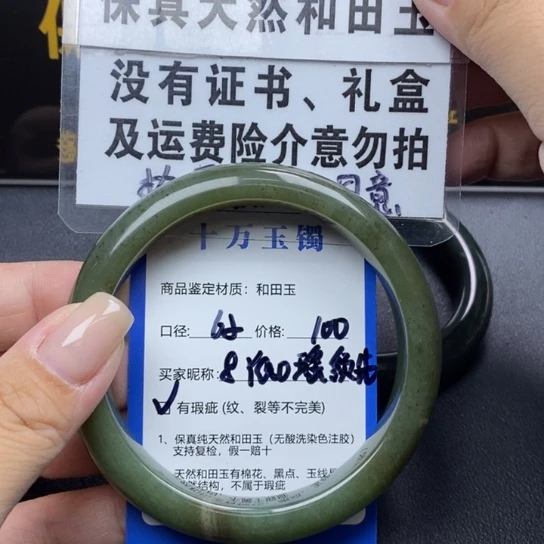 保真天然和田玉
没有证书、礼盒
及运费险介意勿拍
十万玉镯
商品鉴定材质：和田玉
口径: 价格: 100
买家昵称:
✓有瑕疵 (纹、裂等不完美)
1、保真纯天然和田玉（无酸洗染色注胶）
支持复检，假一赔十
天然和田玉有棉花、黑点、玉线
结构，不属于瑕疵